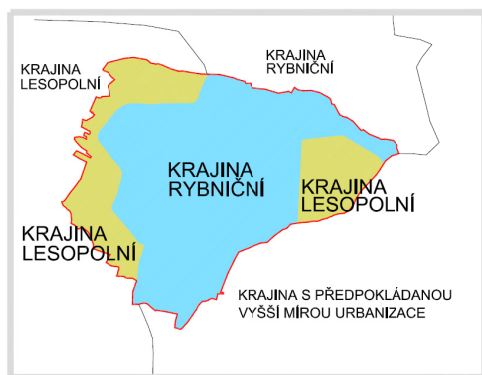 KRAJINA
RYBNIČNÍ
KRAJINA
LESOPOLNÍ
KRAJINA
RYBNIČNÍ
KRAJINA
LESOPOLNÍ
KRAJINA
LESOPOLNÍ
KRAJINA S PŘEDPOKLÁDANOU
VYŠŠÍ MÍROU URBANIZACE